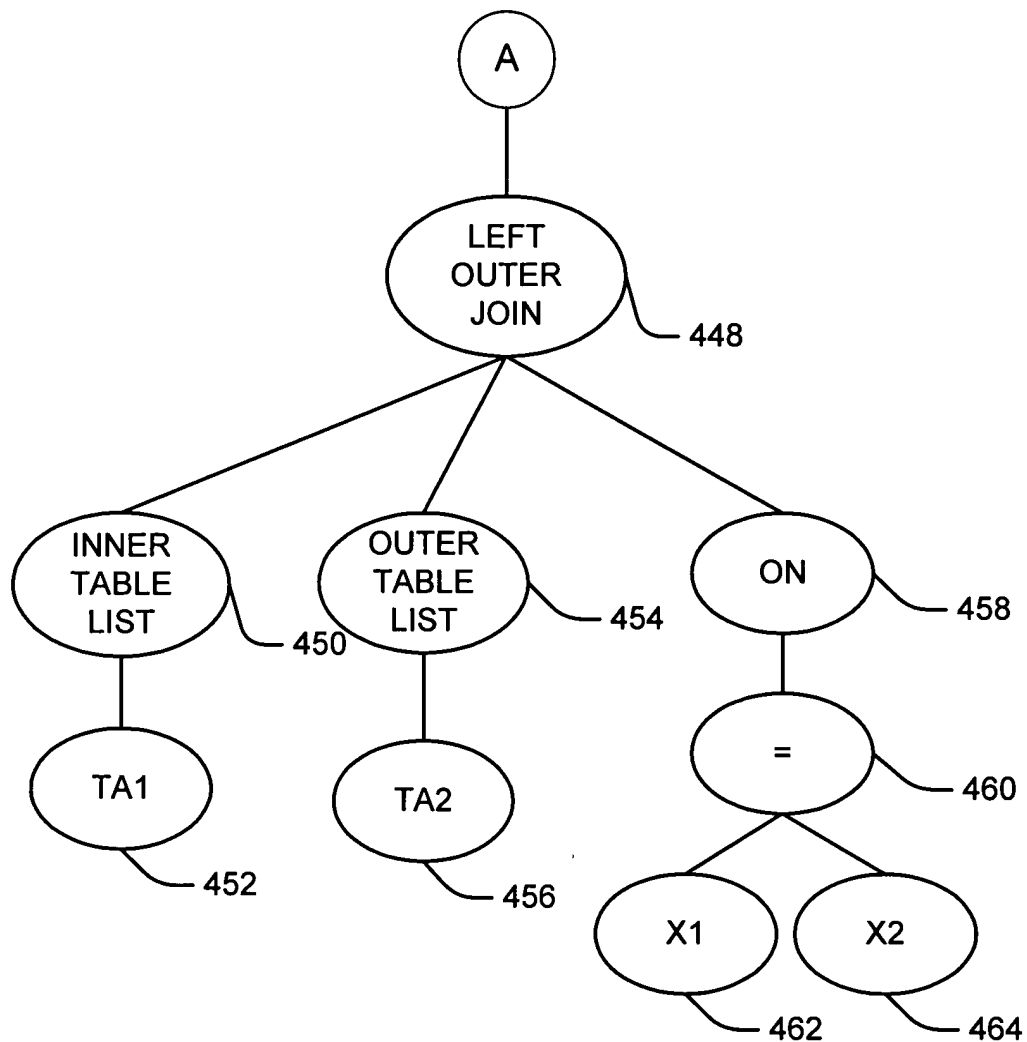 A
LEFT
OUTER
JOIN
448
INNER
TABLE
LIST
450
OUTER
TABLE
LIST
454
ON
458
TA1
452
TA2
456
=
460
X1
462
X2
464